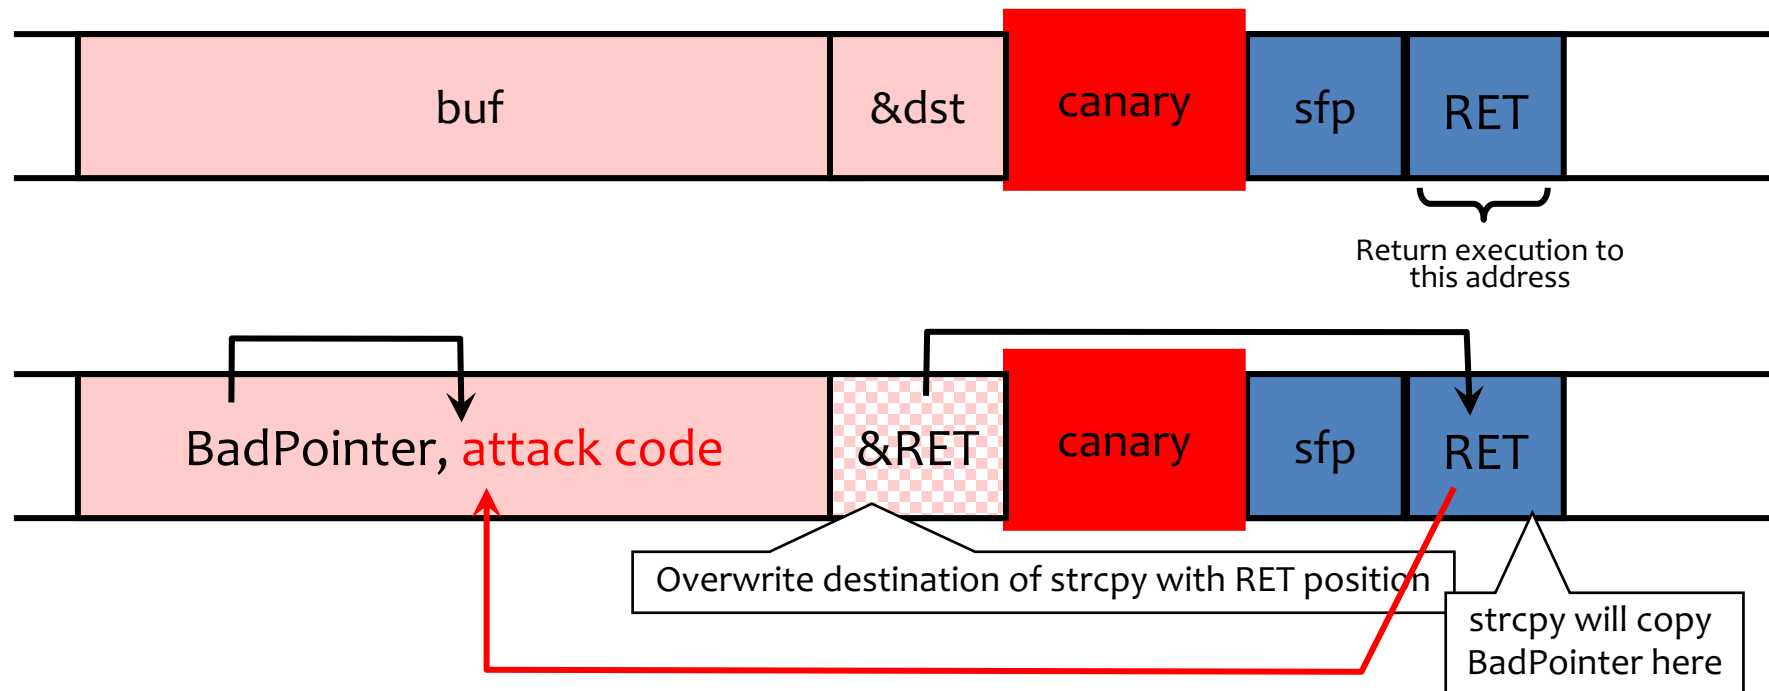 buf
&dst
canary
sfp
RET
Return execution to
this address
BadPointer, attack code
&RET
canary
sfp
RET
Overwrite destination of strcpy with RET position
strcpy will copy
BadPointer here